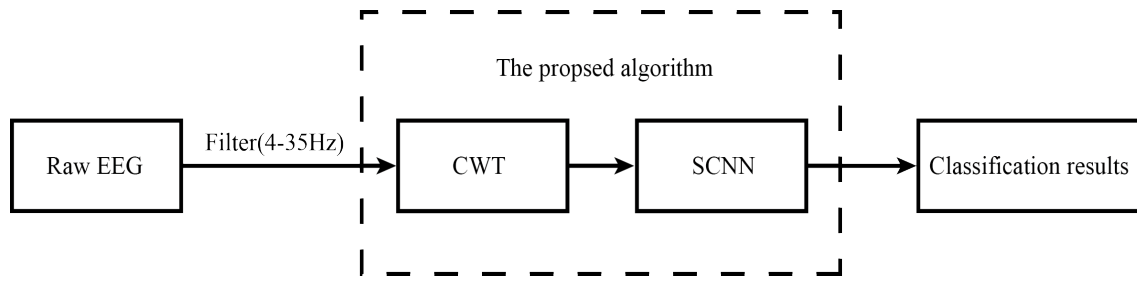 The propsed algorithm
Raw EEG
Filter(4-35Hz)
CWT
SCNN
Classification results